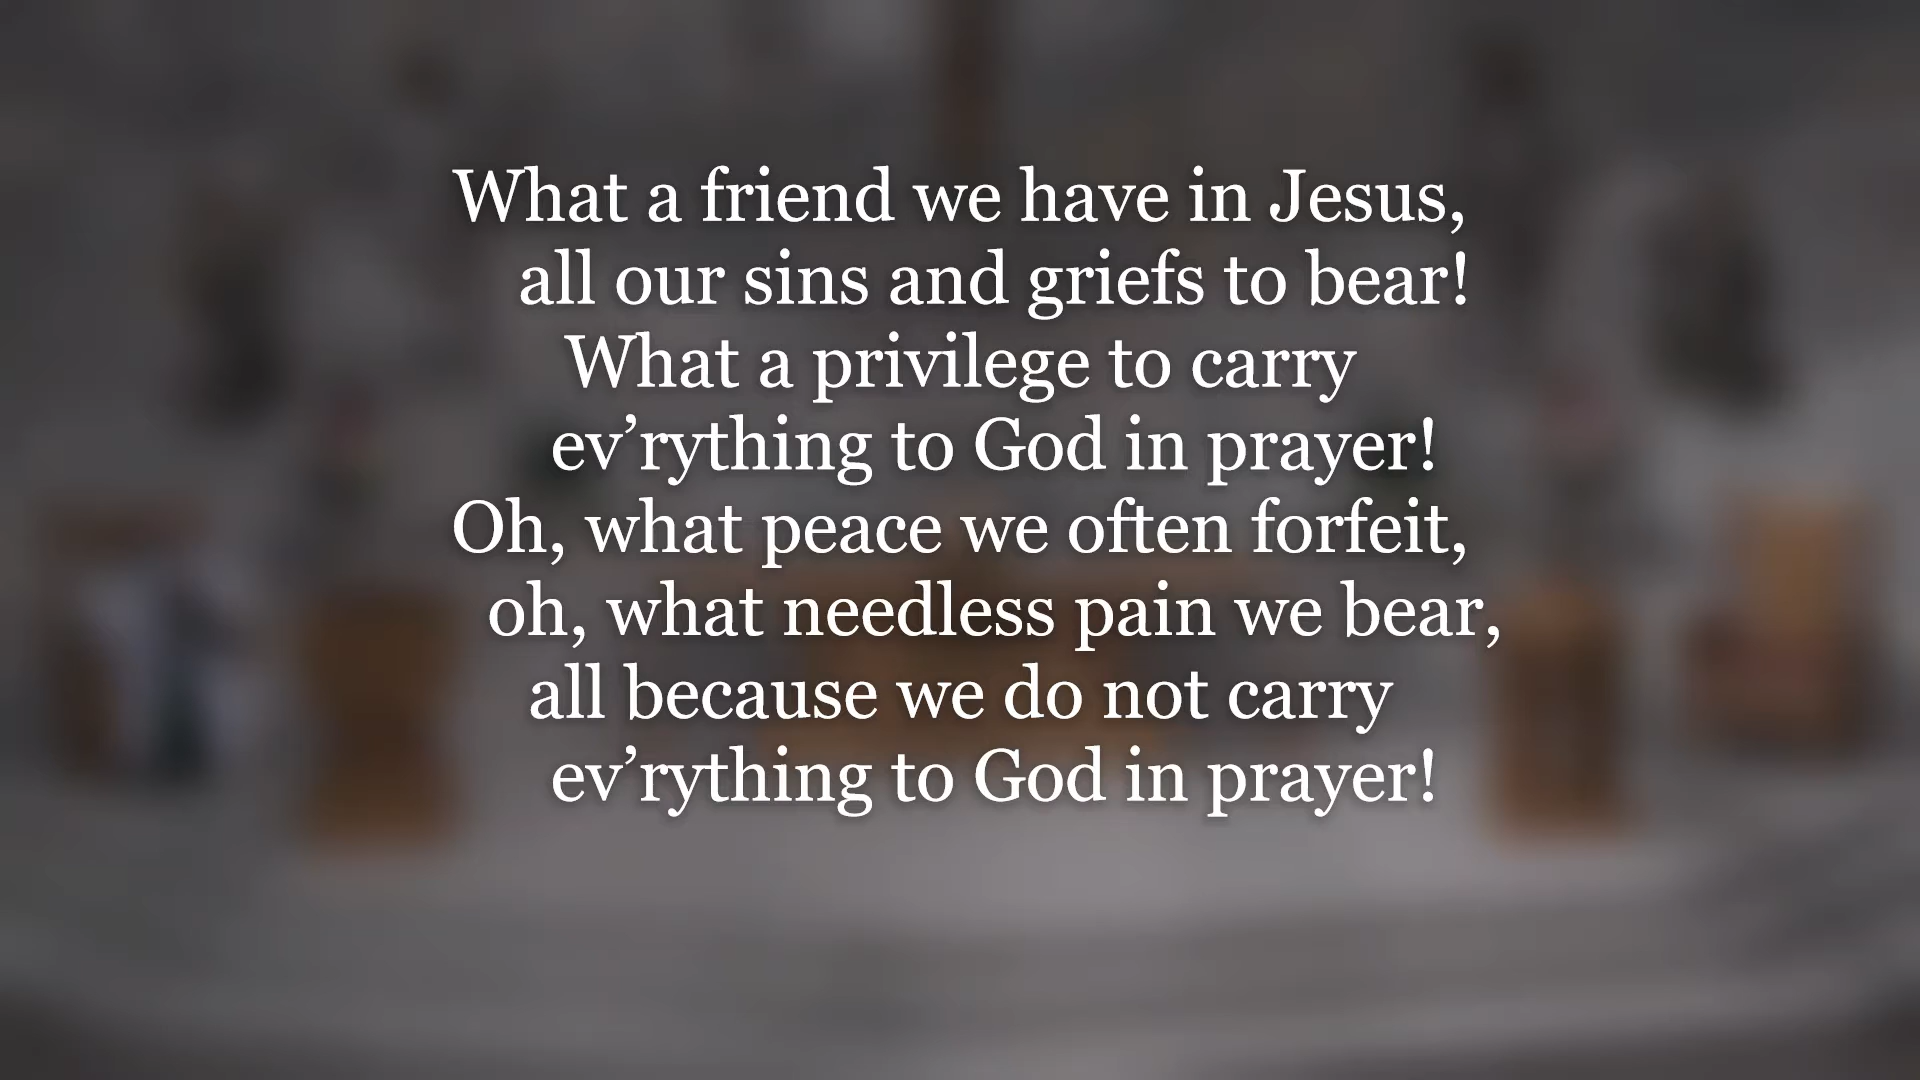 What a friend we have in Jesus,
all our sins and griefs to bear!
What a privilege to carry
ev’rything to God in prayer!
Oh, what peace we often forfeit,
oh, what needless pain we bear,
all because we do not carry
ev’rything to God in prayer!